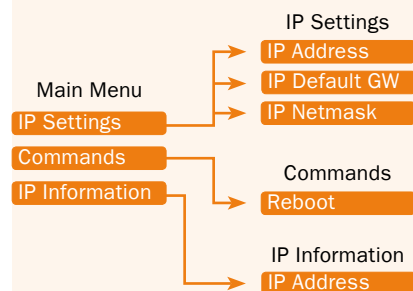 Main Menu
IP Settings
Commands
IP Information
IP Settings
IP Address
IP Default GW
IP Netmask
Commands
Reboot
IP Information
IP Address